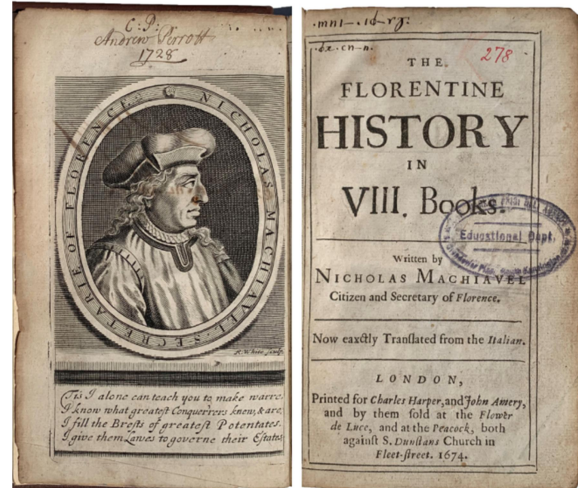 C: P:
Andrew Perrott
1728
NICHOLAS MACHIAVEL SECRETARIE OF FLORENCE
'Tis I alone can teach you to make warre.
I know what greatest Conquerrers knew, & are,
I fill the Brests of greatest Potentates.
I give them Lawes to governe their Estates
278
THE
FLORENTINE
HISTORY
IN
VIII. Books.
Educational Dept.
Written by
NICHOLAS MACHIAVEL
Citizen and Secretary of Florence.
Now eaxctly Translated from the Italian.
LONDON,
Printed for Charles Harper, and John Amery,
and by them sold at the Flower
de Luce, and at the Peacock, both
against S. Dunstans Church in
Fleet-street. 1674.